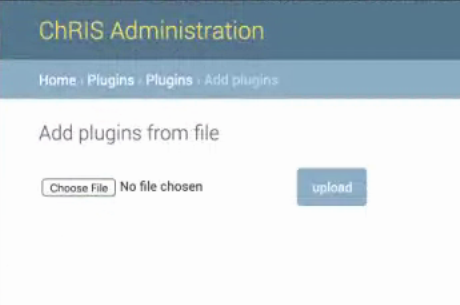 ChRIS Administration
Home › Plugins › Plugins › Add plugins
Add plugins from file
Choose File No file chosen upload